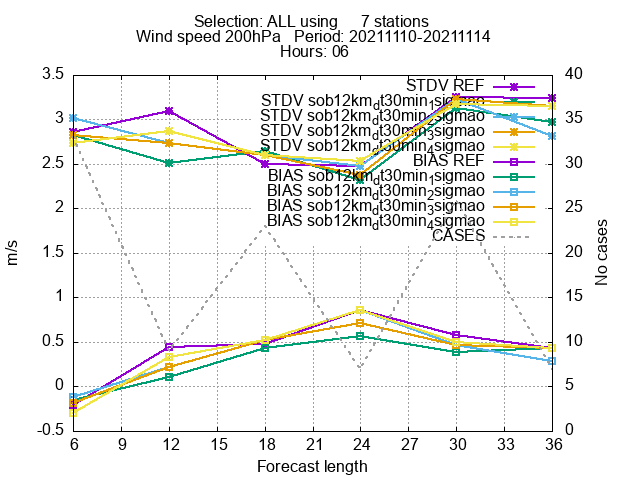 Selection: ALL using 7 stations
Wind speed 200hPa Period: 20211110-20211114
Hours: 06
3.5
3
2.5
2
1.5
1
0.5
0
-0.5
m/s
40
35
30
25
20
15
10
5
0
No cases
STDV REF
STDV sob12km_dt30min_1sigmao
STDV sob12km_dt30min_2sigmao
STDV sob12km_dt30min_3sigmao
STDV sob12km_dt30min_4sigmao
BIAS REF
BIAS sob12km_dt30min_1sigmao
BIAS sob12km_dt30min_2sigmao
BIAS sob12km_dt30min_3sigmao
BIAS sob12km_dt30min_4sigmao
CASES
6 9 12 15 18 21 24 27 30 33 36
Forecast length